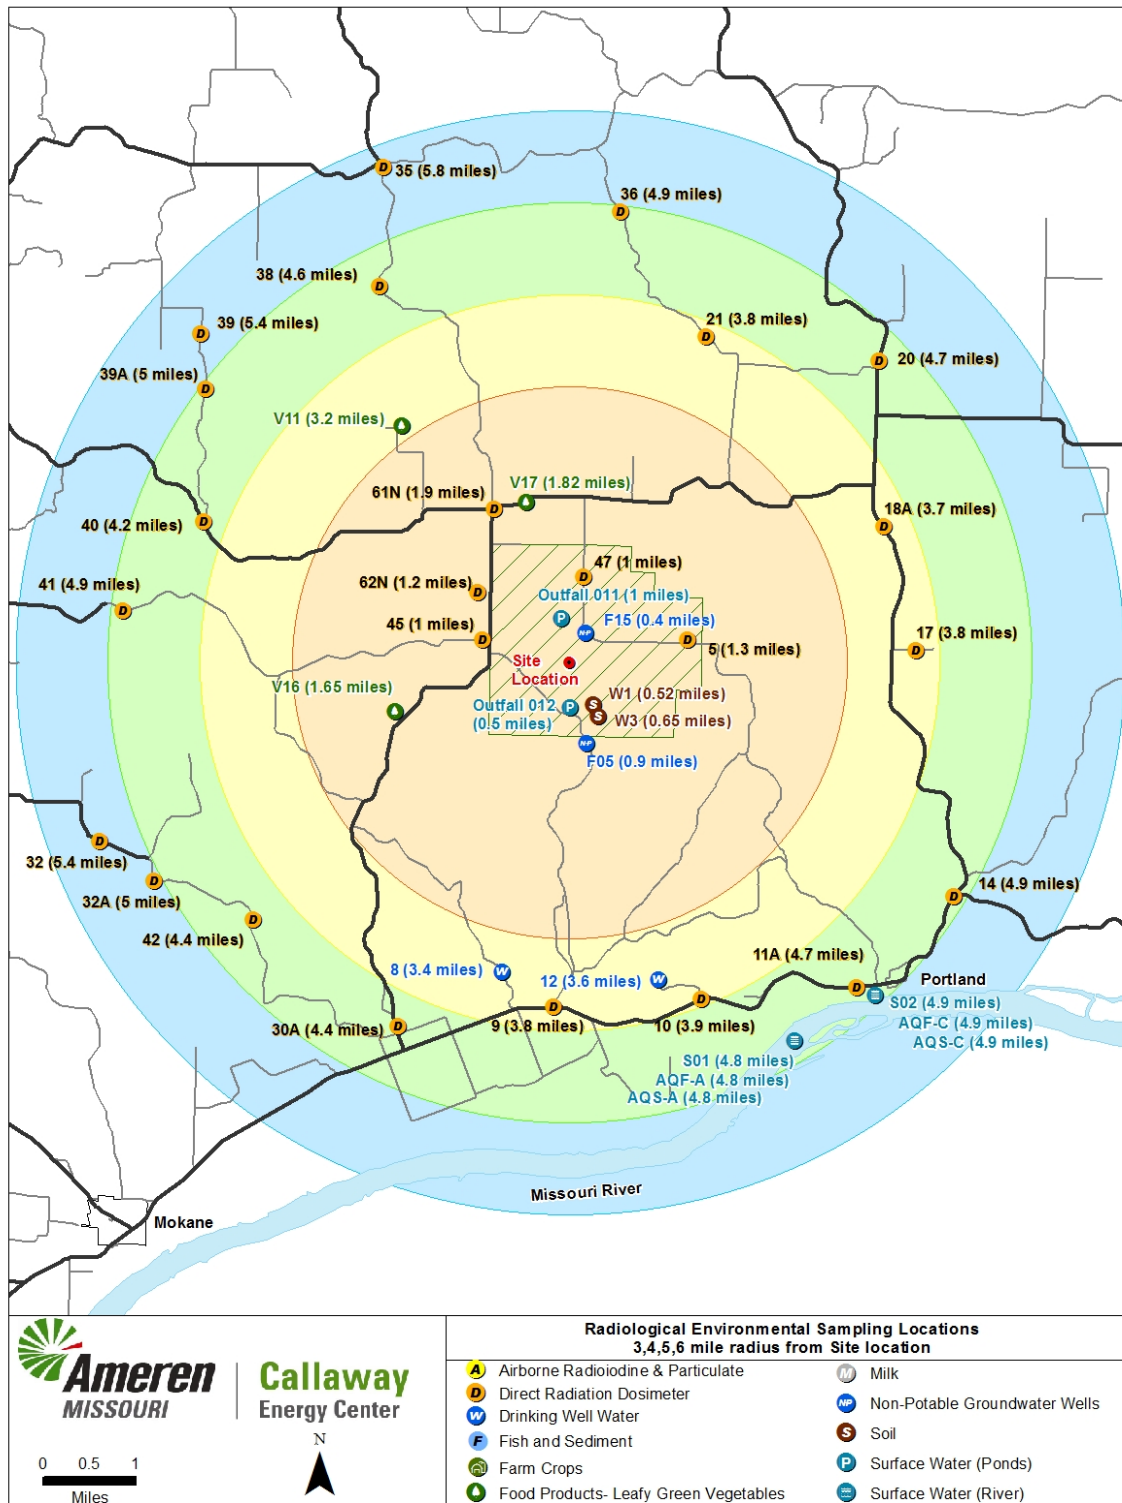 35 (5.8 miles)
36 (4.9 miles)
38 (4.6 miles)
39 (5.4 miles)
21 (3.8 miles)
20 (4.7 miles)
39A (5 miles)
V11 (3.2 miles)
V17 (1.82 miles)
61N (1.9 miles)
18A (3.7 miles)
40 (4.2 miles)
47 (1 miles)
41 (4.9 miles)
62N (1.2 miles)
Outfall 011 (1 miles)
45 (1 miles)
F15 (0.4 miles)
17 (3.8 miles)
5 (1.3 miles)
Site
Location
V16 (1.65 miles)
W1 (0.52 miles)
Outfall 012
(0.5 miles)
W3 (0.65 miles)
F05 (0.9 miles)
32 (5.4 miles)
14 (4.9 miles)
32A (5 miles)
42 (4.4 miles)
11A (4.7 miles)
8 (3.4 miles)
12 (3.6 miles)
Portland
S02 (4.9 miles)
AQF-C (4.9 miles)
AQS-C (4.9 miles)
30A (4.4 miles)
9 (3.8 miles)
10 (3.9 miles)
S01 (4.8 miles)
AQF-A (4.8 miles)
AQS-A (4.8 miles)
Missouri River
Mokane
Ameren
MISSOURI
Callaway
Energy Center
N
0 0.5 1
Miles
Radiological Environmental Sampling Locations
3,4,5,6 mile radius from Site location
A Airborne Radioiodine & Particulate
D Direct Radiation Dosimeter
W Drinking Well Water
F Fish and Sediment
Farm Crops
Food Products- Leafy Green Vegetables
M Milk
NP Non-Potable Groundwater Wells
S Soil
P Surface Water (Ponds)
Surface Water (River)